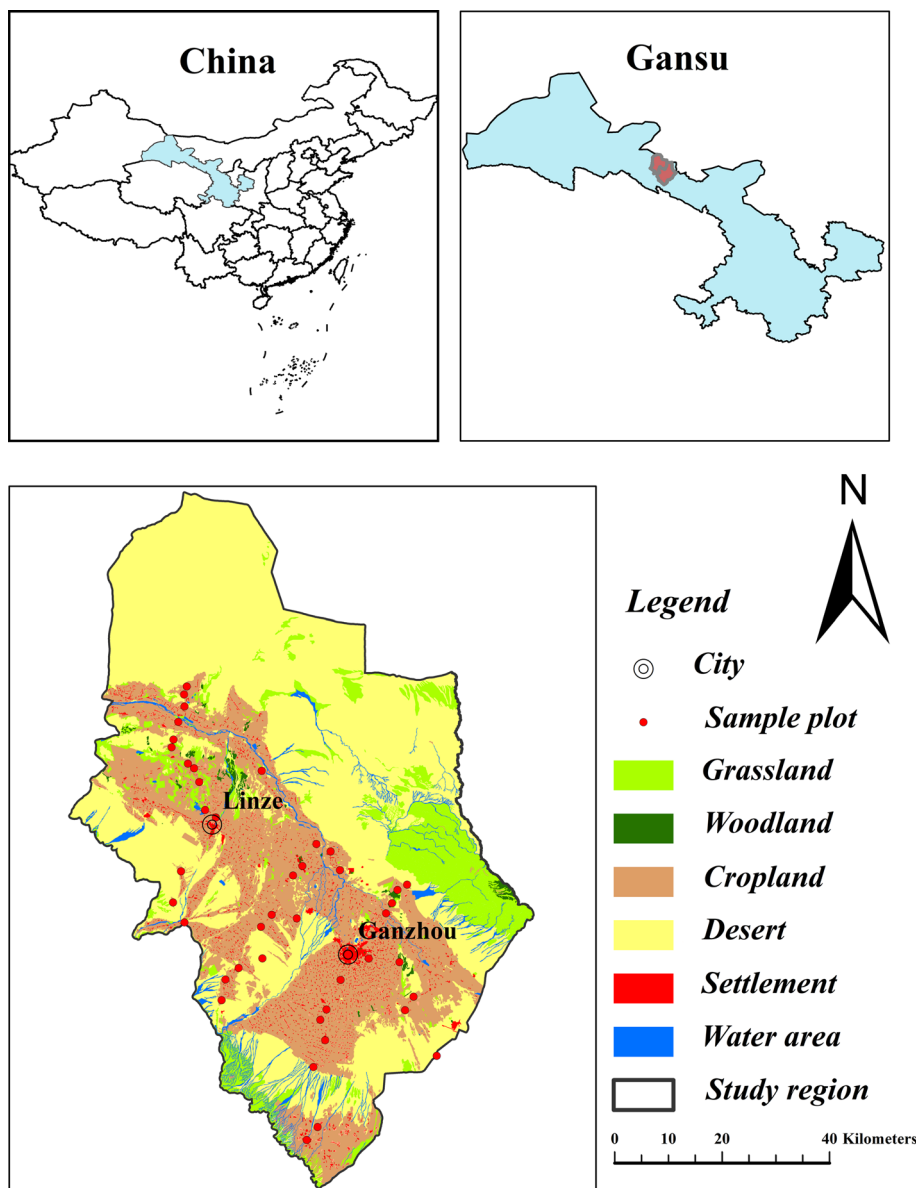 China
Gansu
N
Linze
Ganzhou
Legend
City
Sample plot
Grassland
Woodland
Cropland
Desert
Settlement
Water area
Study region
0 10 20 40 Kilometers